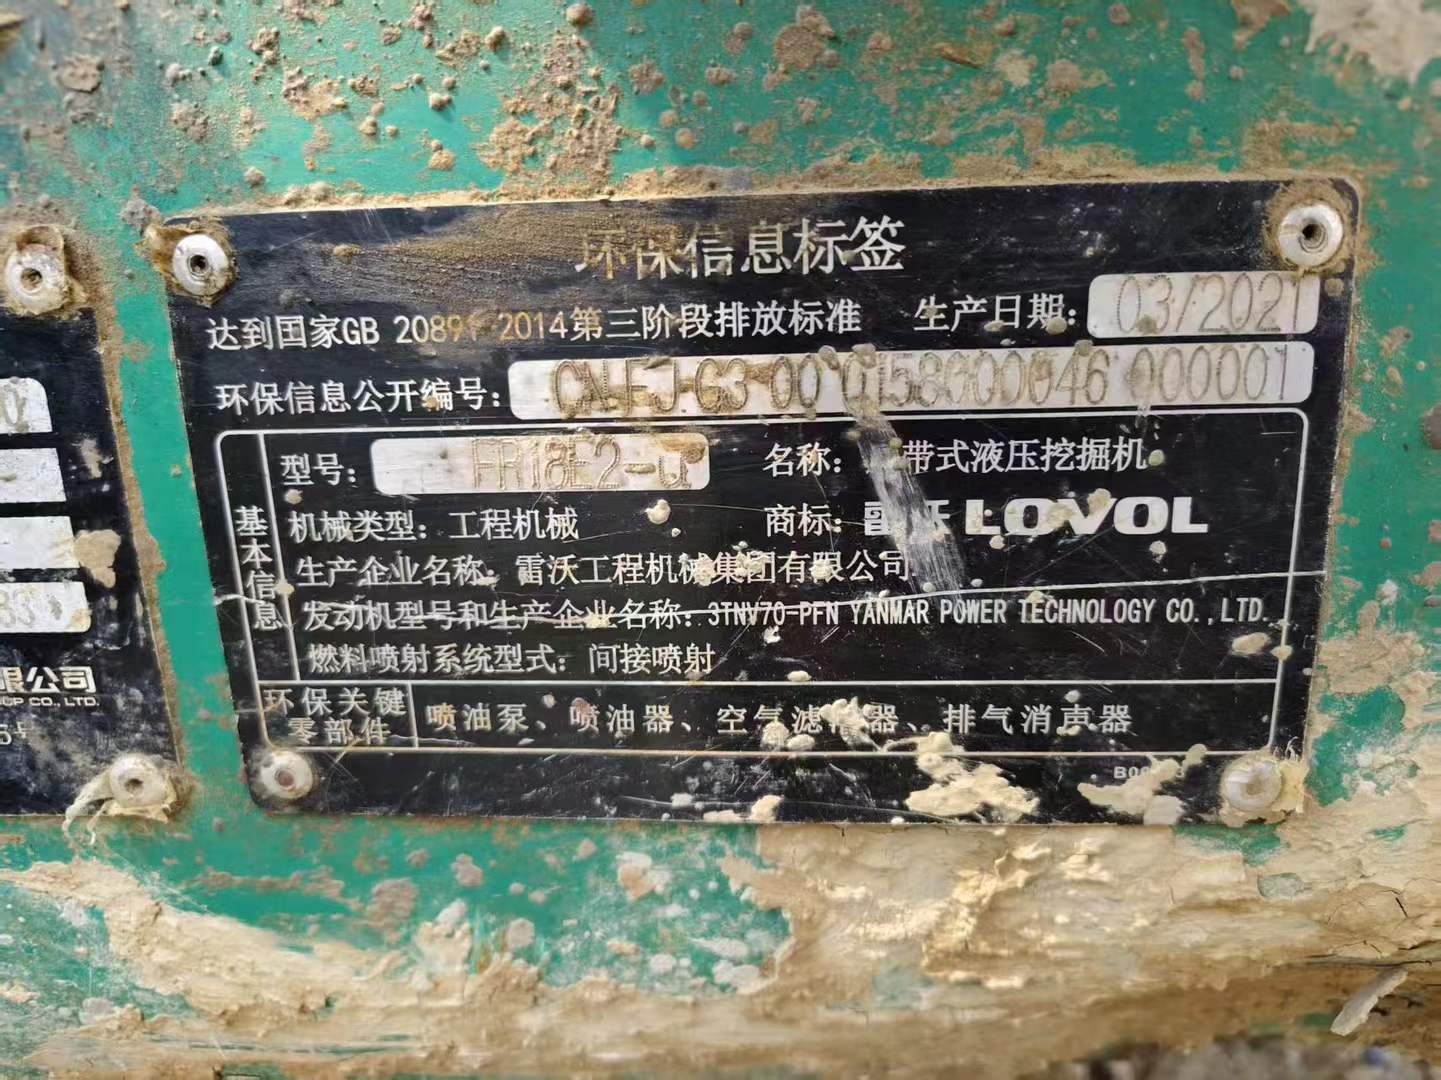 环保信息标签
达到国家GB 20891-2014第三阶段排放标准 生产日期: 03/2021
环保信息公开编号: CN FJ G3 00 0158000046 000001
基本信息
型号: FR18E2-u 名称: 带式液压挖掘机
机械类型: 工程机械 商标: 雷沃 LOVOL
生产企业名称: 雷沃工程机械集团有限公司
发动机型号和生产企业名称: 3TNV70-PFN YANMAR POWER TECHNOLOGY CO.,LTD.
燃料喷射系统型式: 间接喷射
环保关键零部件
喷油泵、喷油器、空气滤清器、排气消声器
限公司
UP CO., LTD.